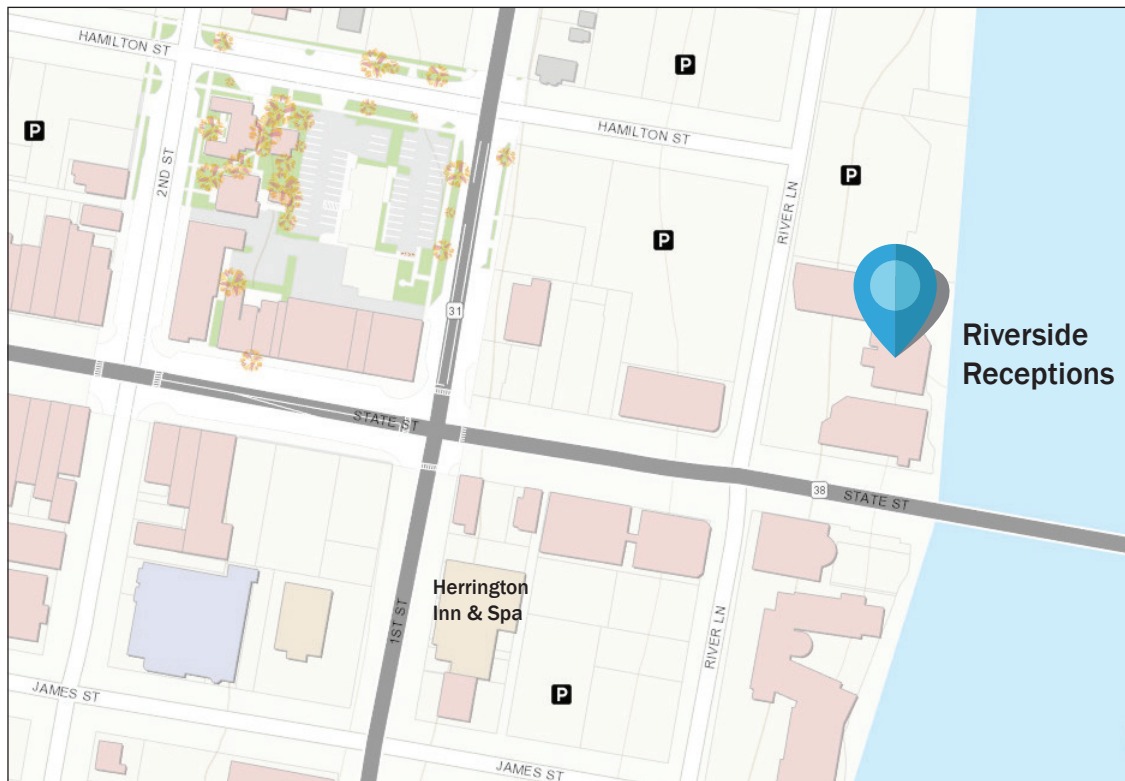 HAMILTON ST
P
HAMILTON ST
P
2ND ST
P
RIVER LN
P
31
Riverside
Receptions
STATE ST
38
STATE ST
Herrington
Inn & Spa
1ST ST
RIVER LN
JAMES ST
P
JAMES ST